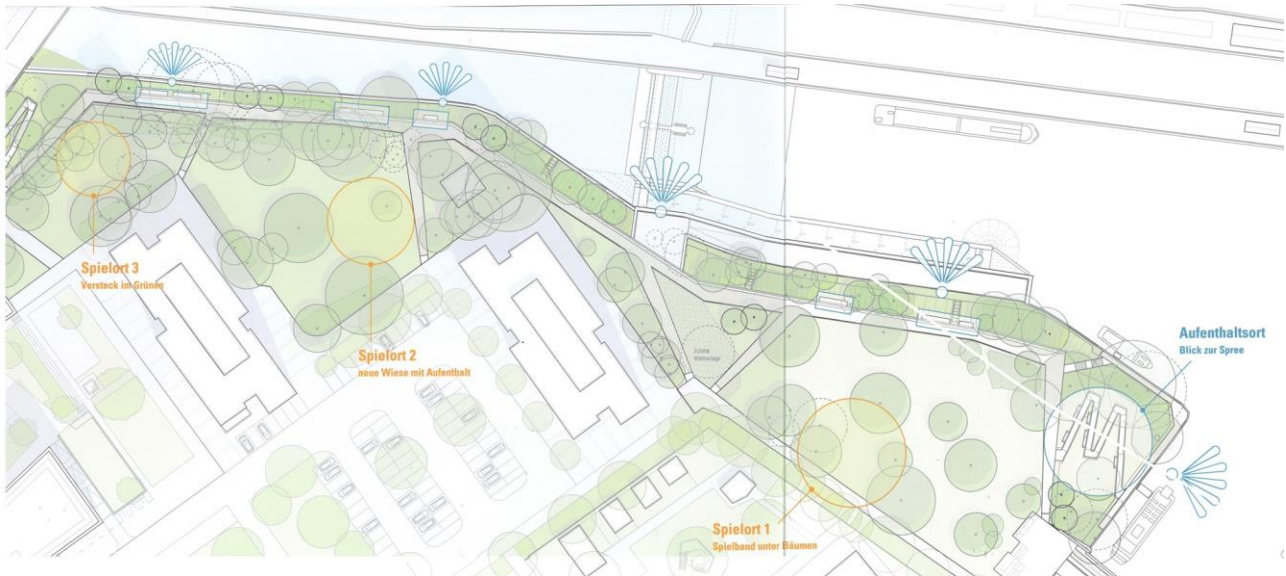 Spielort 3
Versteck im Grünen
Spielort 2
neue Wiese mit Aufenthalt
Aufenthaltsort
Blick zur Spree
Spielort 1
Spielband unter Bäumen